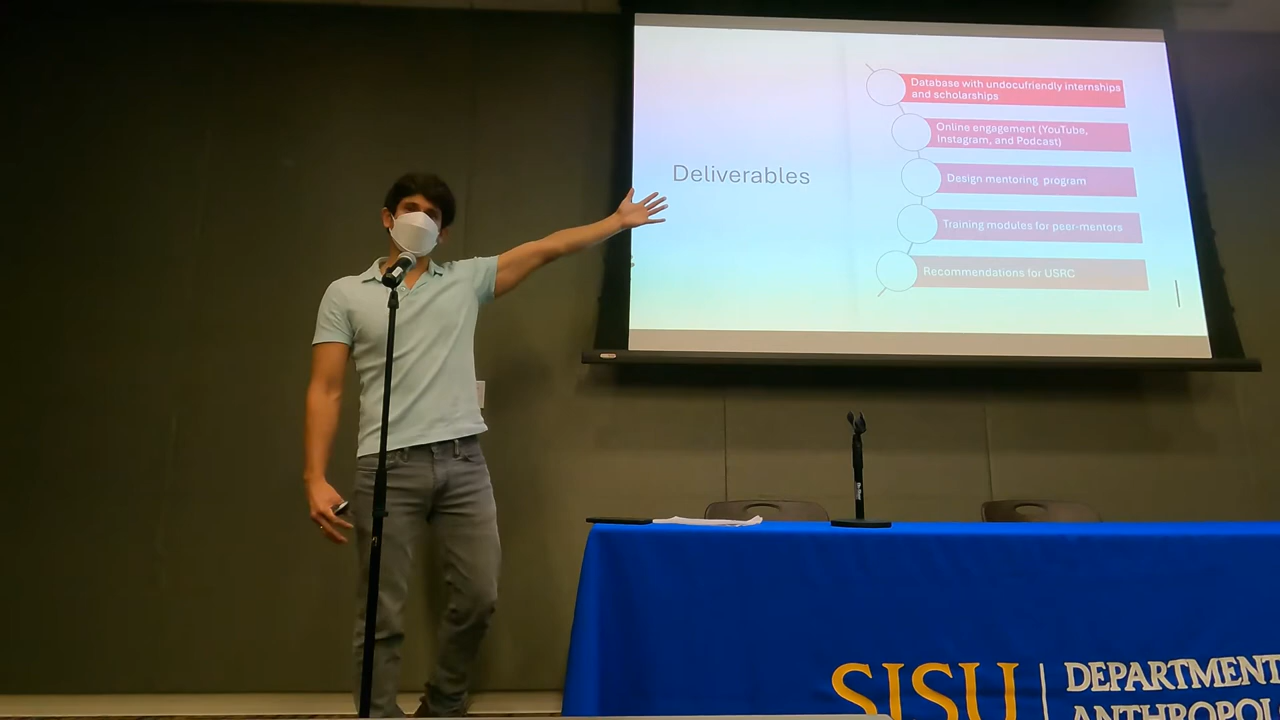 Deliverables
Database with undocufriendly internships
and scholarships
Online engagement (YouTube,
Instagram, and Podcast)
Design mentoring program
Training modules for peer-mentors
Recommendations for USRC
SJSU
DEPARTMENT
ANTHROPOL